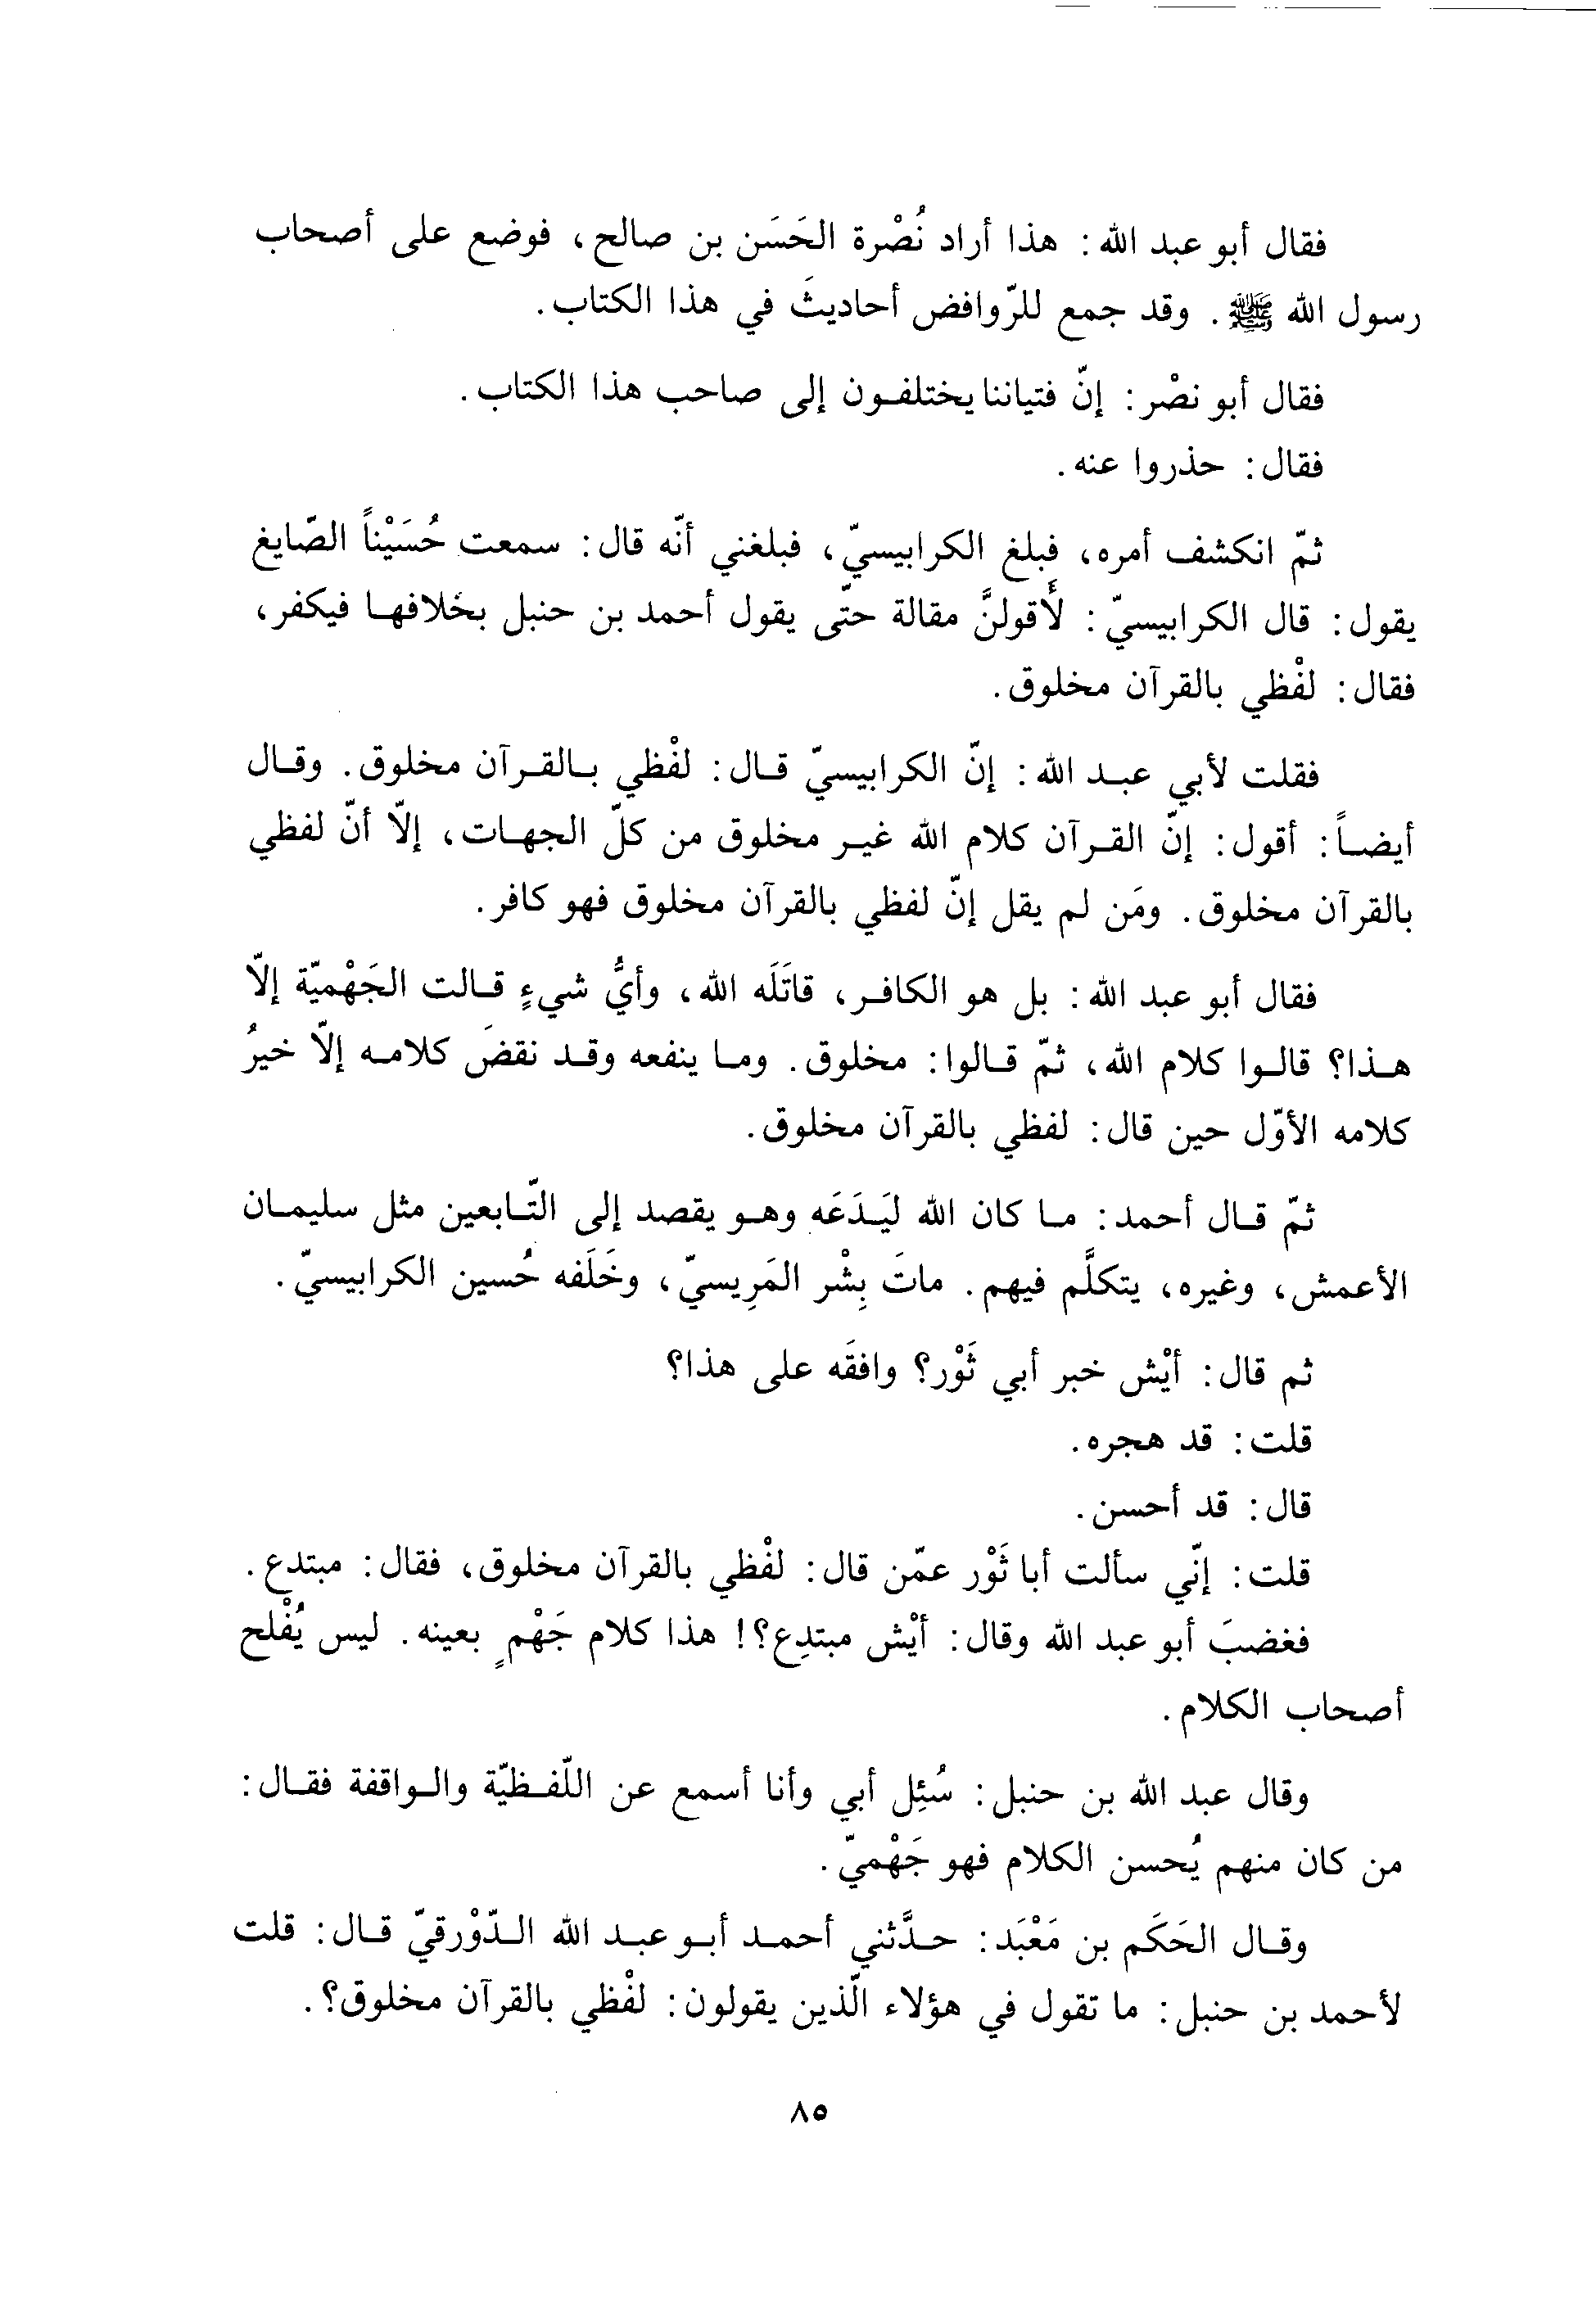 فقال أبو عبد الله: هذا أراد نُصْرة الحَسَن بن صالح، فوضع على أصحاب
رسول الله ﷺ. وقد جمع للرّوافض أحاديثَ في هذا الكتاب.
فقال أبو نصْر: إنّ فتياننا يختلفون إلى صاحب هذا الكتاب.
فقال: حذروا عنه.
ثمّ انكشف أمره، فبلغ الكرابيسيّ، فبلغني أنّه قال: سمعت حُسَيْناً الصّايغ
يقول: قال الكرابيسيّ: لأَقولنَّ مقالة حتّى يقول أحمد بن حنبل بخلافها فيكفر،
فقال: لفْظي بالقرآن مخلوق.
فقلت لأبي عبد الله: إنّ الكرابيسيّ قال: لفْظي بالقرآن مخلوق. وقال
أيضاً: أقول: إنّ القرآن كلام الله غير مخلوق من كلّ الجهات، إلّا أنّ لفظي
بالقرآن مخلوق. ومَن لم يقل إنّ لفظي بالقرآن مخلوق فهو كافر.
فقال أبو عبد الله: بل هو الكافر، قاتَلَه الله، وأيُّ شيءٍ قالت الجَهْميّة إلّا
هذا؟ قالوا كلام الله، ثمّ قالوا: مخلوق. وما ينفعه وقد نقضَ كلامه إلّا خيرُ
كلامه الأوّل حين قال: لفظي بالقرآن مخلوق.
ثمّ قال أحمد: ما كان الله ليَدَعَه وهو يقصد إلى التّابعين مثل سليمان
الأعمش، وغيره، يتكلَّم فيهم. ماتَ بِشْر المَرِيسيّ، وخَلَفه حُسين الكرابيسيّ.
ثم قال: أيْش خبر أبي ثَوْر؟ وافقَه على هذا؟
قلت: قد هجره.
قال: قد أحسن.
قلت: إنّي سألت أبا ثَوْر عمّن قال: لفْظي بالقرآن مخلوق، فقال: مبتدع.
فغضبَ أبو عبد الله وقال: أيْش مبتدِع؟! هذا كلام جَهْمٍ بعينه. ليس يُفْلح
أصحاب الكلام.
وقال عبد الله بن حنبل: سُئِل أبي وأنا أسمع عن اللّفظيّة والواقفة فقال:
من كان منهم يُحسن الكلام فهو جَهْميّ.
وقال الحَكَم بن مَعْبَد: حدَّثني أحمد أبو عبد الله الدّوْرقيّ قال: قلت
لأحمد بن حنبل: ما تقول في هؤلاء الّذين يقولون: لفْظي بالقرآن مخلوق؟.
٨٥